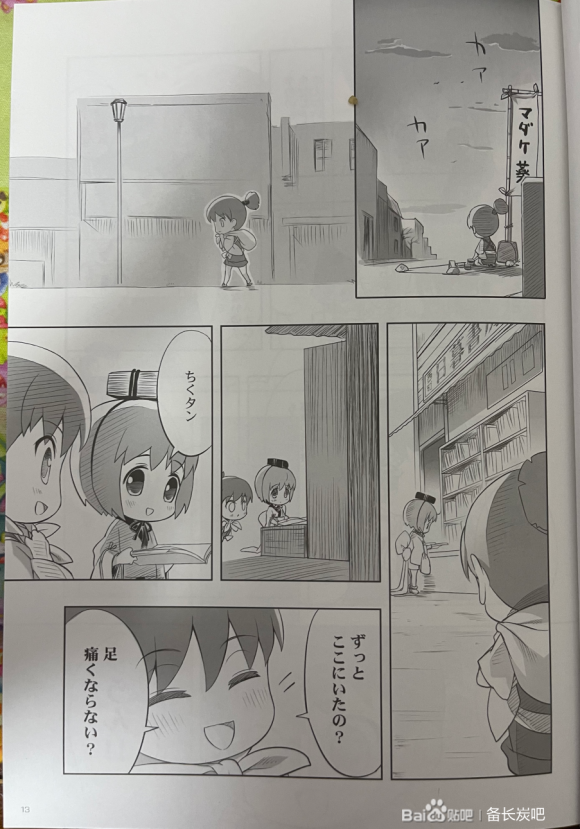 カァ
カァ
マダケ
ちくタン
ずっと
ここにいたの？
足
痛くならない？
13
Bai贴吧 | 备长炭吧